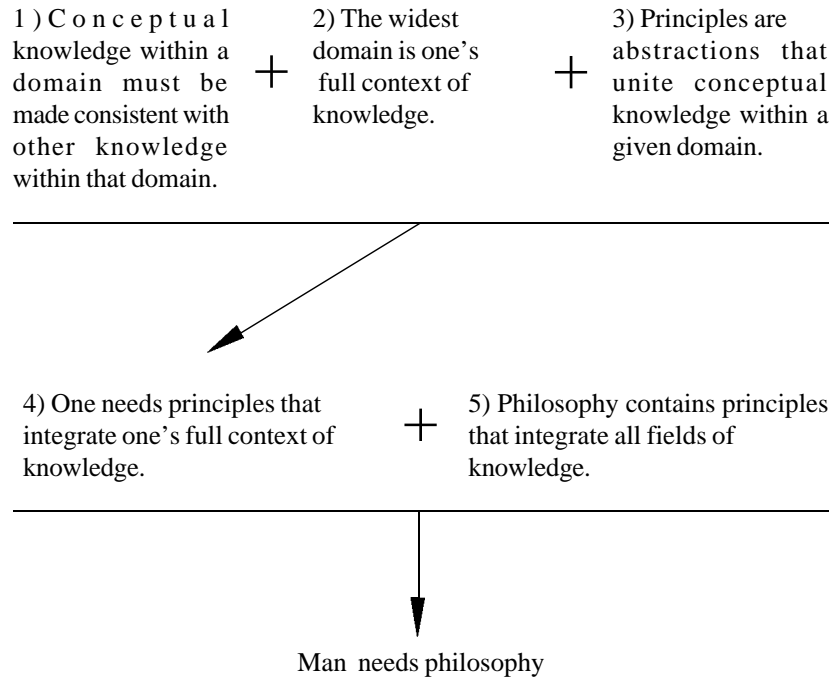 1) Conceptual
knowledge within a
domain must be
made consistent with
other knowledge
within that domain.
+
2) The widest
domain is one's
full context of
knowledge.
+
3) Principles are
abstractions that
unite conceptual
knowledge within a
given domain.
4) One needs principles that
integrate one's full context of
knowledge.
+
5) Philosophy contains principles
that integrate all fields of
knowledge.
Man needs philosophy